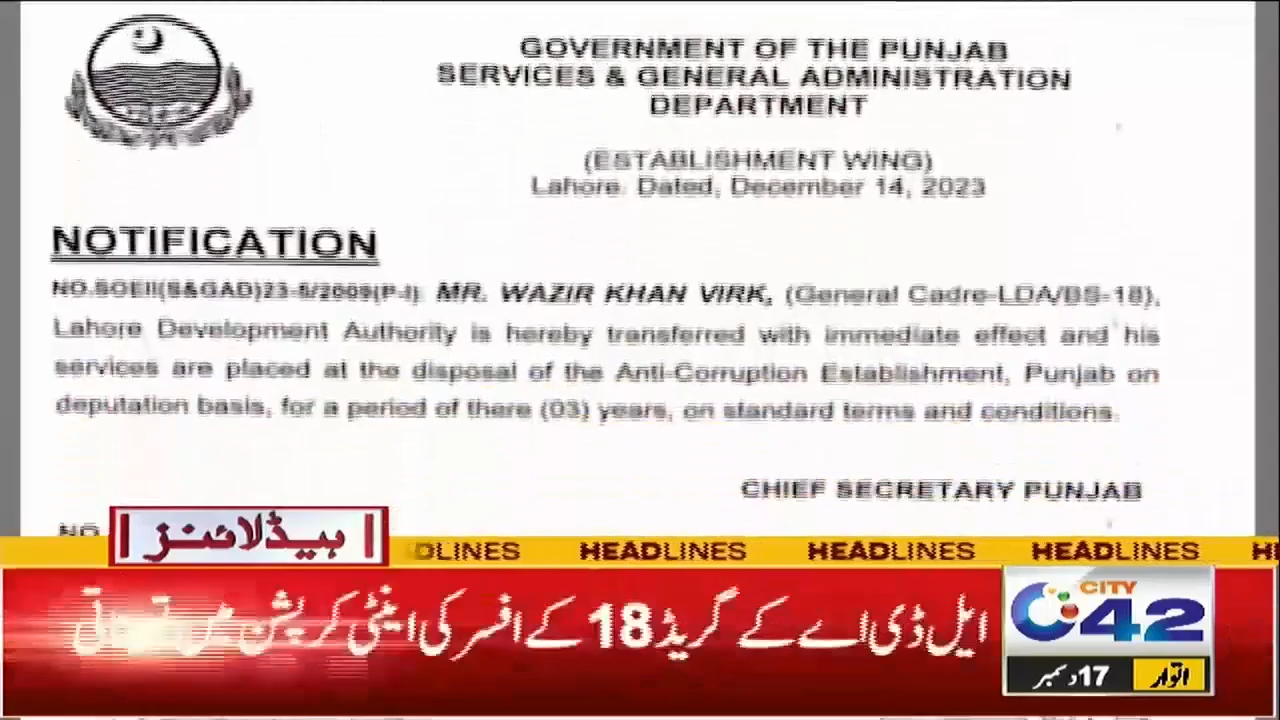 GOVERNMENT OF THE PUNJAB
SERVICES & GENERAL ADMINISTRATION
DEPARTMENT
(ESTABLISHMENT WING)
Lahore. Dated, December 14, 2023
NOTIFICATION
NO.SOEII(S&GAD)23-5/2009(P-I) MR. WAZIR KHAN VIRK, (General Cadre-LDA/BS-18),
Lahore Development Authority is hereby transferred with immediate effect and his
services are placed at the disposal of the Anti-Corruption Establishment, Punjab on
deputation basis, for a period of there (03) years, on standard terms and conditions.
CHIEF SECRETARY PUNJAB
NO
ہیڈلائنز
DLINES HEADLINES HEADLINES HEADLINES H
ایل ڈی اے کے گریڈ 18 کے افسر کی اینٹی کرپشن میں تعیناتی
CITY
42
اتوار 17 دسمبر